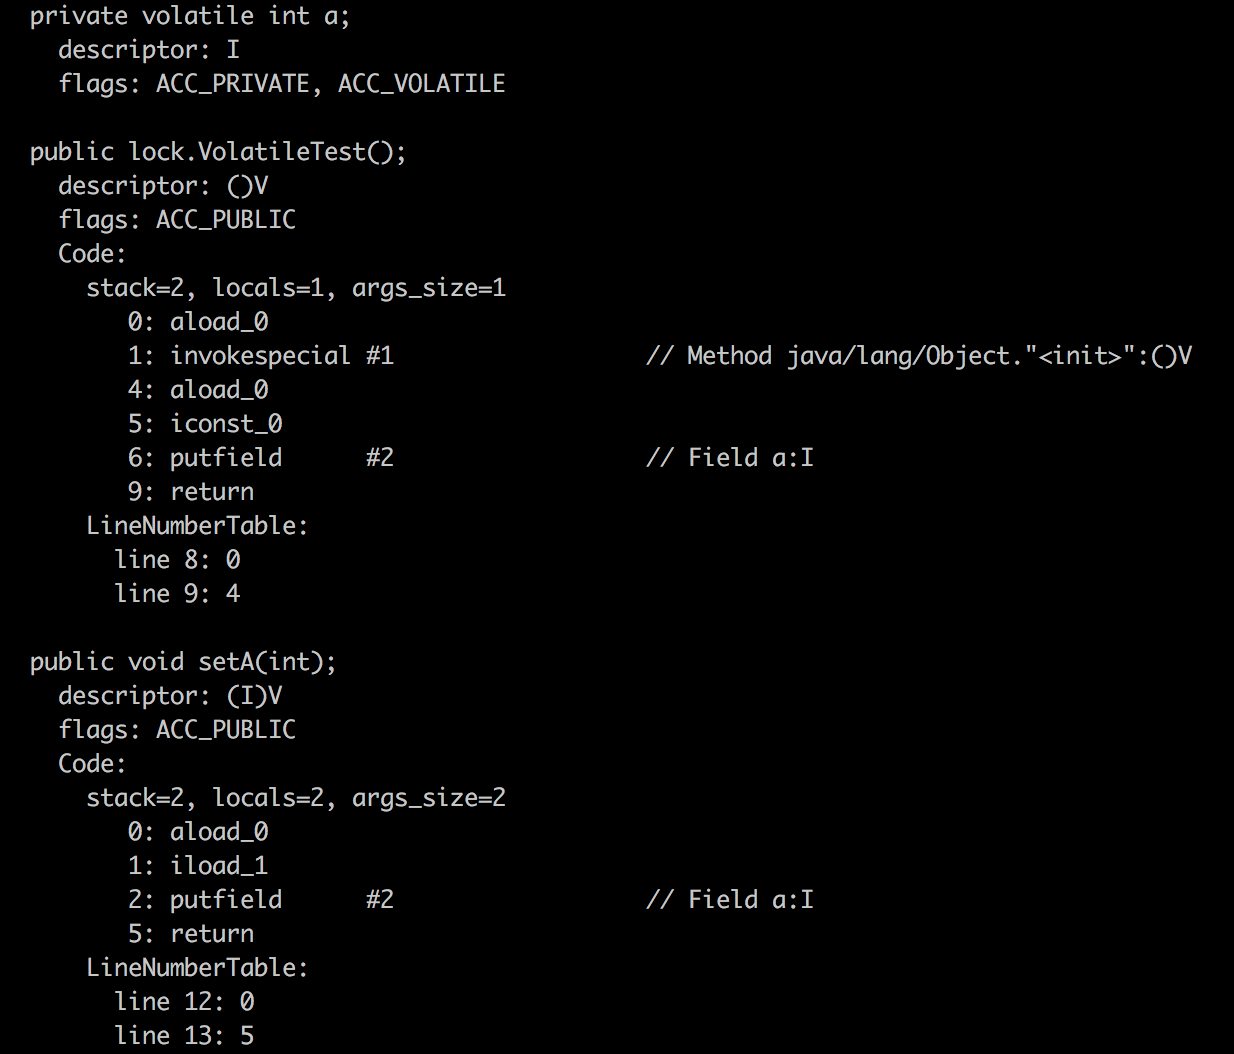 private volatile int a;
descriptor: I
flags: ACC_PRIVATE, ACC_VOLATILE
public lock.VolatileTest();
descriptor: ()V
flags: ACC_PUBLIC
Code:
stack=2, locals=1, args_size=1
0: aload_0
1: invokespecial #1 // Method java/lang/Object."<init>":()V
4: aload_0
5: iconst_0
6: putfield #2 // Field a:I
9: return
LineNumberTable:
line 8: 0
line 9: 4
public void setA(int);
descriptor: (I)V
flags: ACC_PUBLIC
Code:
stack=2, locals=2, args_size=2
0: aload_0
1: iload_1
2: putfield #2 // Field a:I
5: return
LineNumberTable:
line 12: 0
line 13: 5